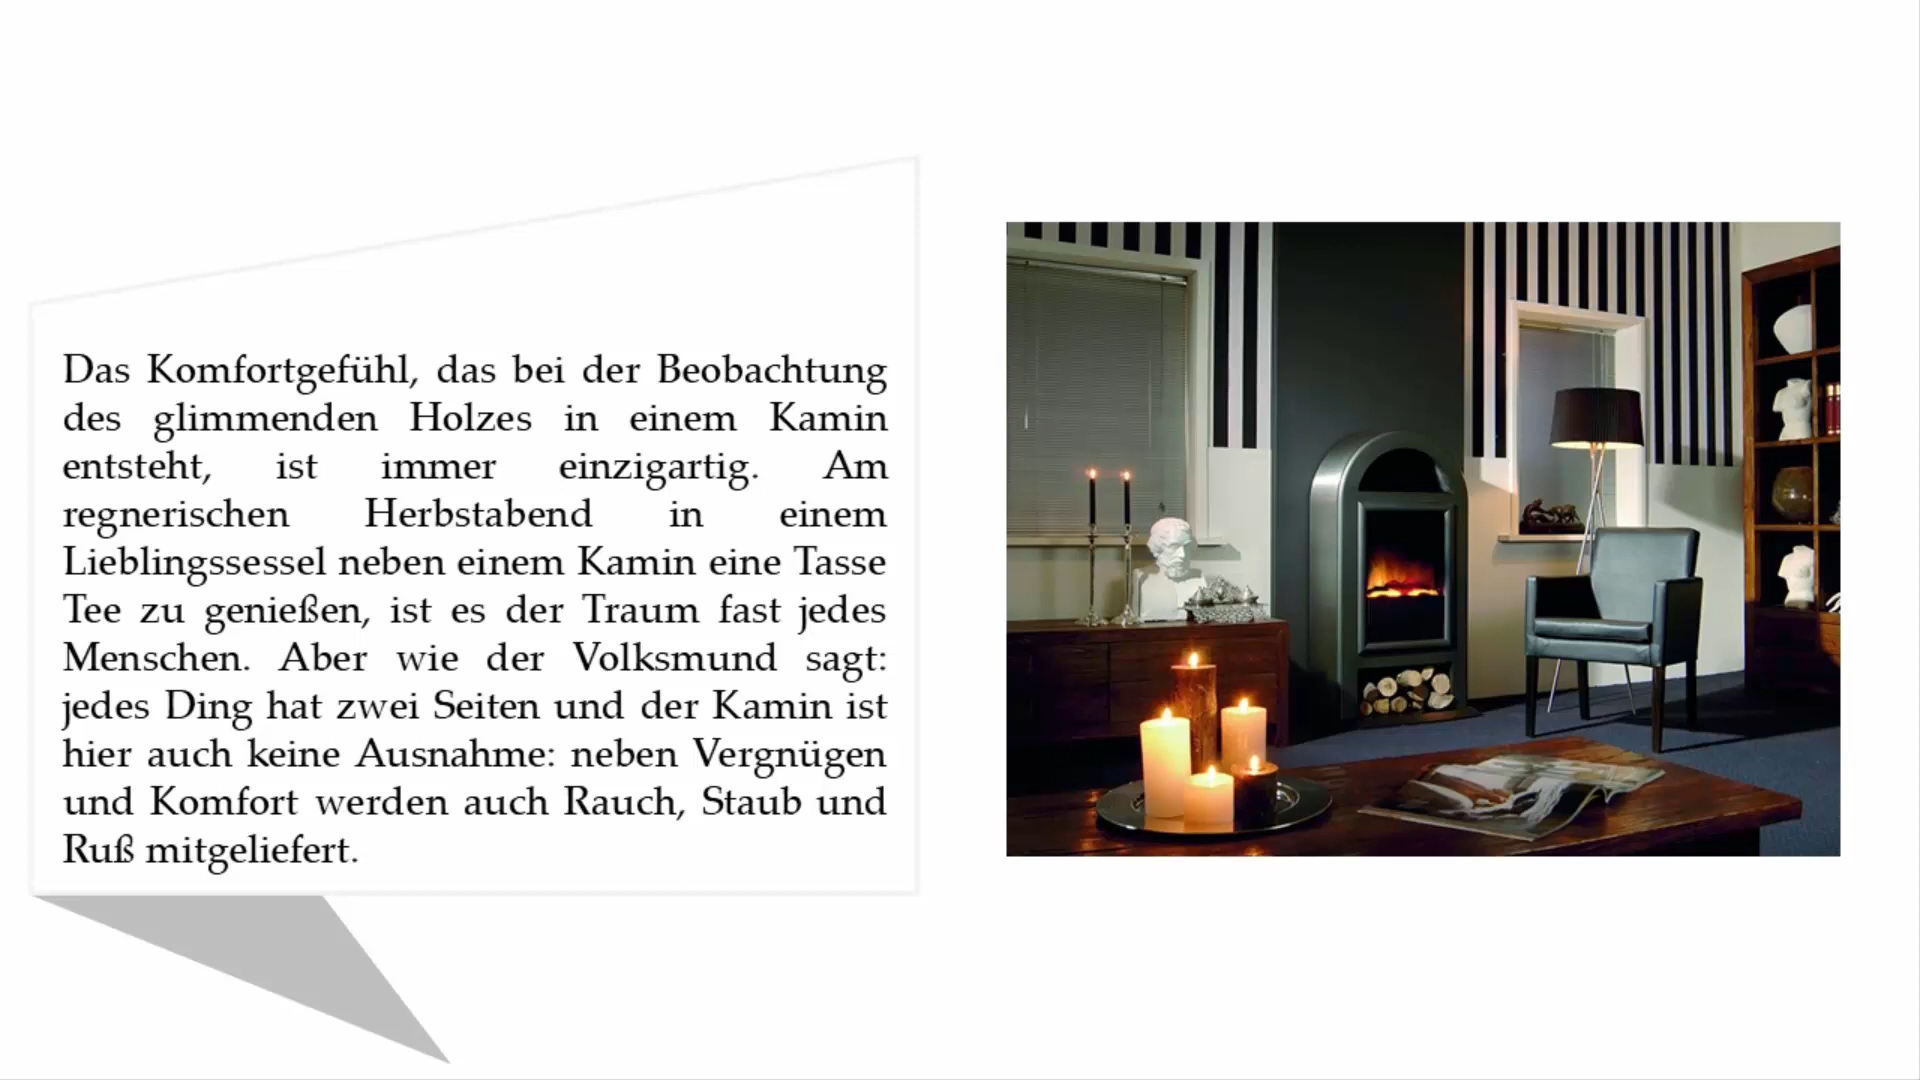 Das Komfortgefühl, das bei der Beobachtung
des glimmenden Holzes in einem Kamin
entsteht, ist immer einzigartig. Am
regnerischen Herbstabend in einem
Lieblingssessel neben einem Kamin eine Tasse
Tee zu genießen, ist es der Traum fast jedes
Menschen. Aber wie der Volksmund sagt:
jedes Ding hat zwei Seiten und der Kamin ist
hier auch keine Ausnahme: neben Vergnügen
und Komfort werden auch Rauch, Staub und
Ruß mitgeliefert.